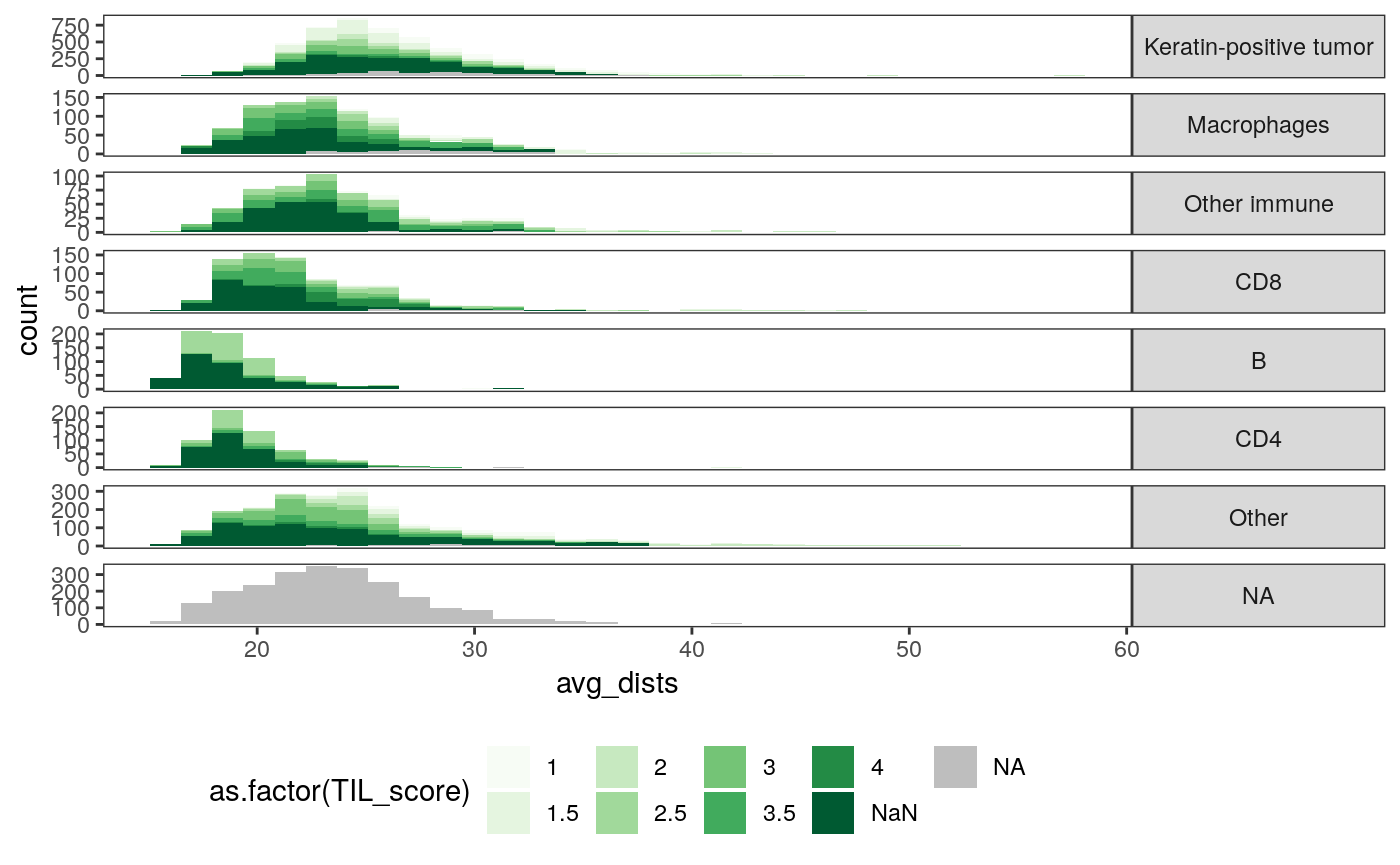 750
500
250
0
Keratin-positive tumor
150
100
50
0
Macrophages
100
75
50
25
0
Other immune
150
100
50
0
CD8
200
150
100
50
0
B
200
150
100
50
0
CD4
300
200
100
0
Other
300
200
100
0
NA
count
20 30 40 50 60
avg_dists
as.factor(TIL_score)
1 2 3 4 NA
1.5 2.5 3.5 NaN